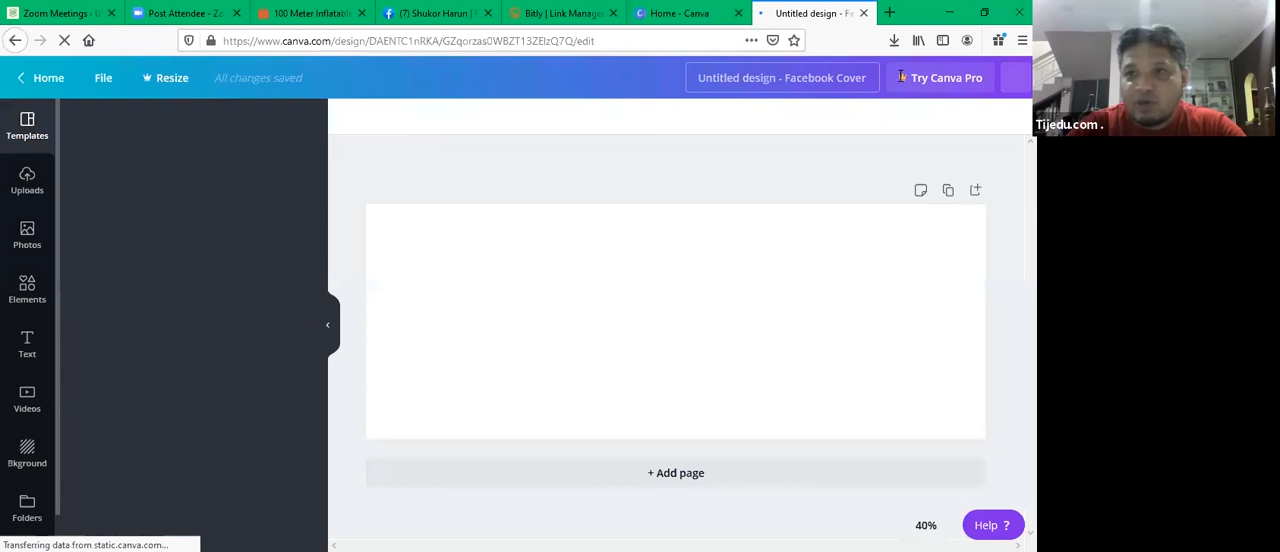 Zoom Meetings - U
Post Attendee - Zo
100 Meter Inflatable
(7) Shukor Harun | F
Bitly | Link Manage
Home - Canva
Untitled design - Fa
https://www.canva.com/design/DAENTC1nRKA/GZqorzas0WBZT13ZEIzQ7Q/edit
Home
File
Resize
All changes saved
Untitled design - Facebook Cover
Try Canva Pro
Tijedu.com .
Templates
Uploads
Photos
Elements
Text
Videos
Bkground
Folders
+ Add page
40%
Help ?
Transferring data from static.canva.com...